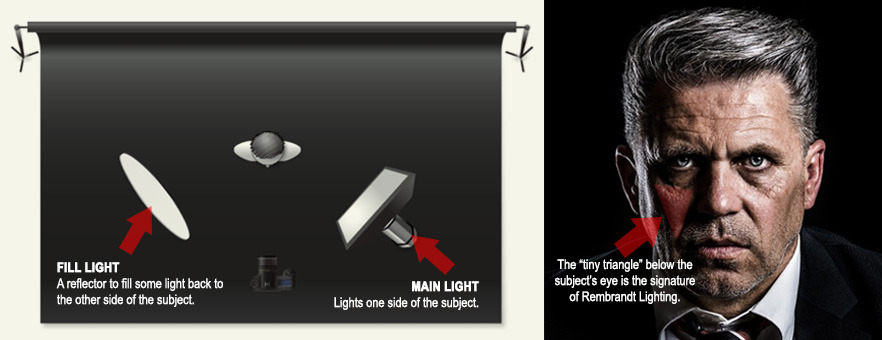 FILL LIGHT
A reflector to fill some light back to
the other side of the subject.
MAIN LIGHT
Lights one side of the subject.
The “tiny triangle” below the
subject’s eye is the signature
of Rembrandt Lighting.